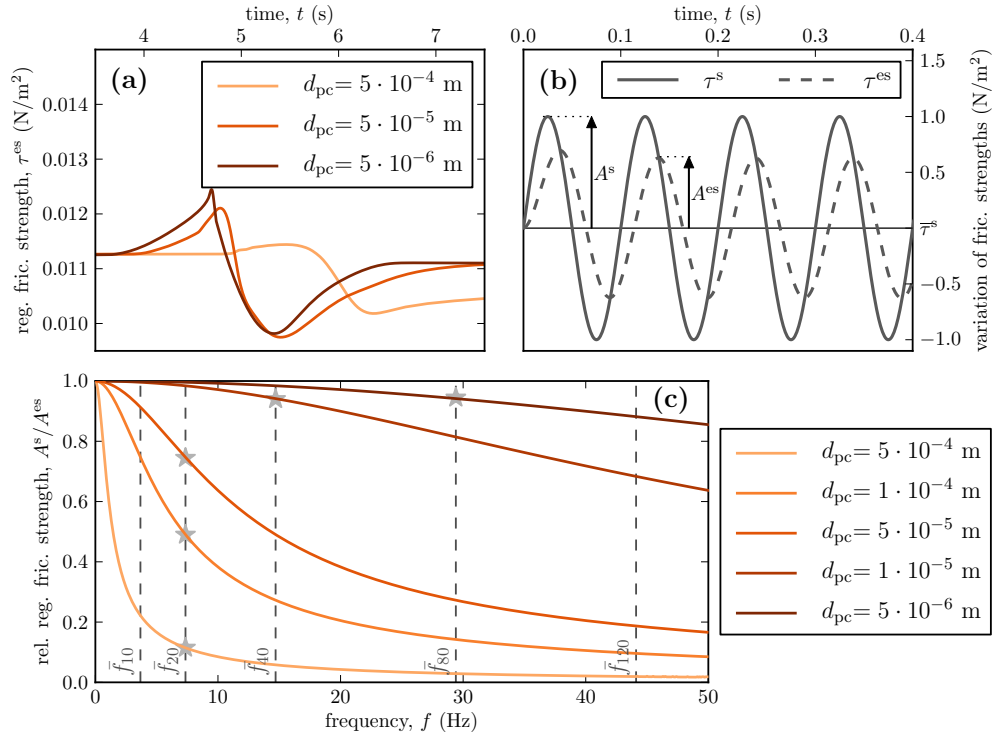 time, t (s)
4 5 6 7
reg. fric. strength, τ^es (N/m²)
0.014
0.013
0.012
0.011
0.010
(a)
d_pc = 5 · 10⁻⁴ m
d_pc = 5 · 10⁻⁵ m
d_pc = 5 · 10⁻⁶ m
time, t (s)
0.0 0.1 0.2 0.3 0.4
(b)
τ^s τ^es
A^s
A^es
1.5
1.0
0.5
τ̄^s
−0.5
−1.0
variation of fric. strengths (N/m²)
rel. reg. fric. strength, A^s/A^es
1.0
0.8
0.6
0.4
0.2
0.0
(c)
f̄₁₀ f̄₂₀ f̄₄₀ f̄₈₀ f̄₁₂₀
0 10 20 30 40 50
frequency, f (Hz)
d_pc = 5 · 10⁻⁴ m
d_pc = 1 · 10⁻⁴ m
d_pc = 5 · 10⁻⁵ m
d_pc = 1 · 10⁻⁵ m
d_pc = 5 · 10⁻⁶ m